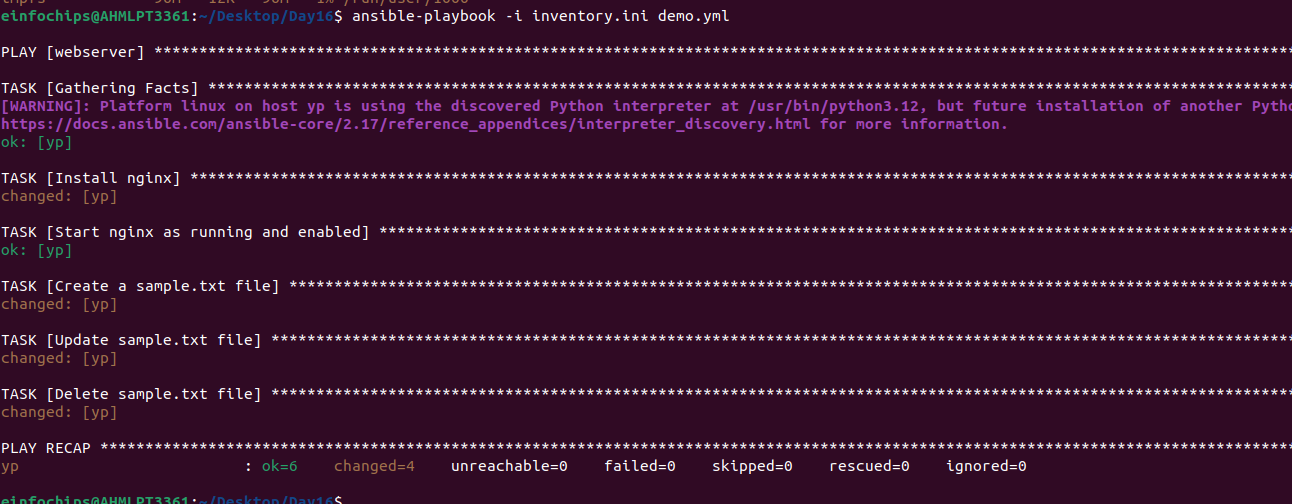 einfochips@AHMLPT3361:~/Desktop/Day16$ ansible-playbook -i inventory.ini demo.yml
PLAY [webserver] ******************************************************************************************************************************
TASK [Gathering Facts] ************************************************************************************************************************
[WARNING]: Platform linux on host yp is using the discovered Python interpreter at /usr/bin/python3.12, but future installation of another Pytho
https://docs.ansible.com/ansible-core/2.17/reference_appendices/interpreter_discovery.html for more information.
ok: [yp]
TASK [Install nginx] **************************************************************************************************************************
changed: [yp]
TASK [Start nginx as running and enabled] *****************************************************************************************************
ok: [yp]
TASK [Create a sample.txt file] ***************************************************************************************************************
changed: [yp]
TASK [Update sample.txt file] *****************************************************************************************************************
changed: [yp]
TASK [Delete sample.txt file] *****************************************************************************************************************
changed: [yp]
PLAY RECAP ************************************************************************************************************************************
yp                         : ok=6    changed=4    unreachable=0    failed=0    skipped=0    rescued=0    ignored=0
einfochips@AHMLPT3361:~/Desktop/Day16$